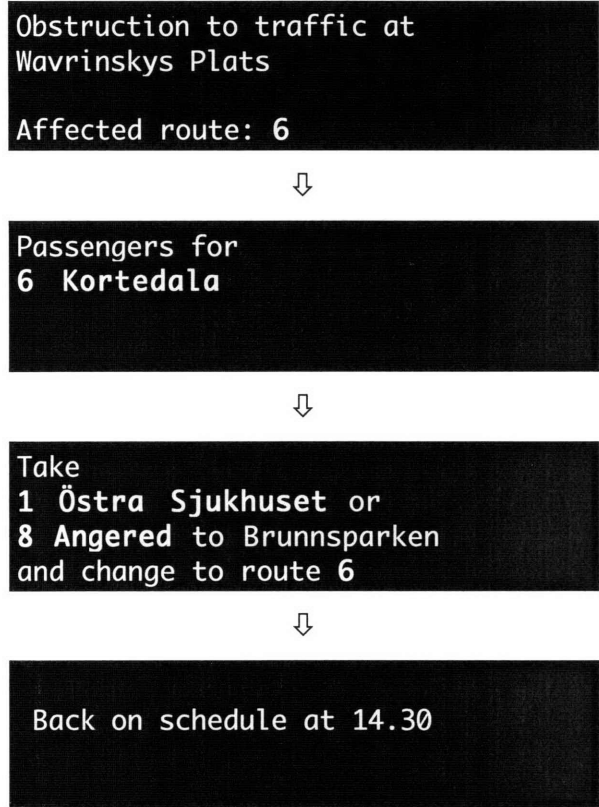 Obstruction to traffic at
Wavrinskys Plats
Affected route: 6
Passengers for
6 Kortedala
Take
1 Östra Sjukhuset or
8 Angered to Brunnsparken
and change to route 6
Back on schedule at 14.30